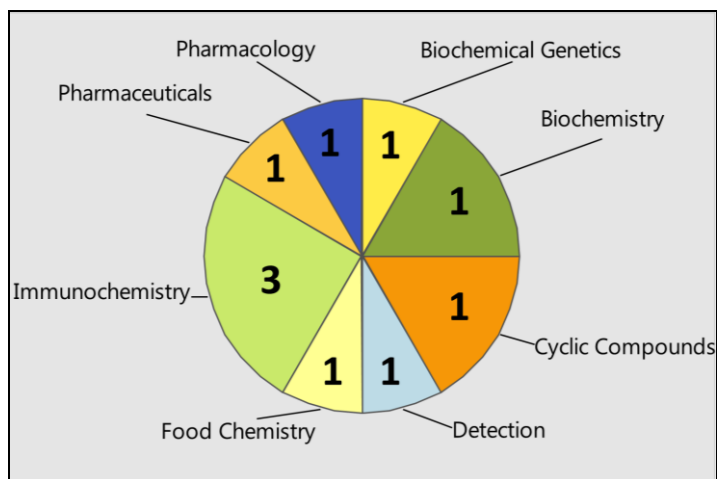 Pharmacology
Biochemical Genetics
Pharmaceuticals
Biochemistry
1
1
1
1
Immunochemistry
3
1
Cyclic Compounds
1
1
Food Chemistry
Detection